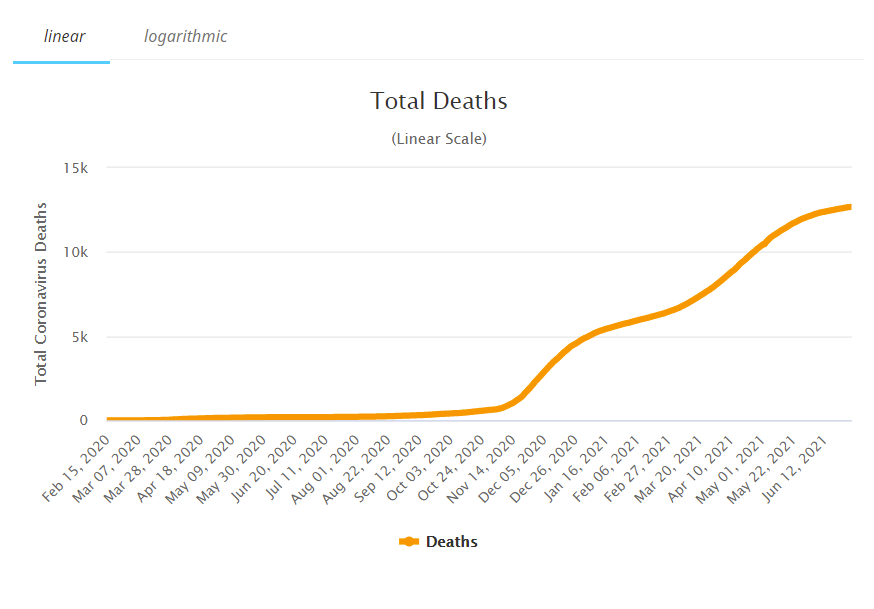 linear
logarithmic
Total Deaths
(Linear Scale)
Total Coronavirus Deaths
15k
10k
5k
0
Feb 15, 2020
Mar 07, 2020
Mar 28, 2020
Apr 18, 2020
May 09, 2020
May 30, 2020
Jun 20, 2020
Jul 11, 2020
Aug 01, 2020
Aug 22, 2020
Sep 12, 2020
Oct 03, 2020
Oct 24, 2020
Nov 14, 2020
Dec 05, 2020
Dec 26, 2020
Jan 16, 2021
Feb 06, 2021
Feb 27, 2021
Mar 20, 2021
Apr 10, 2021
May 01, 2021
May 22, 2021
Jun 12, 2021
Deaths